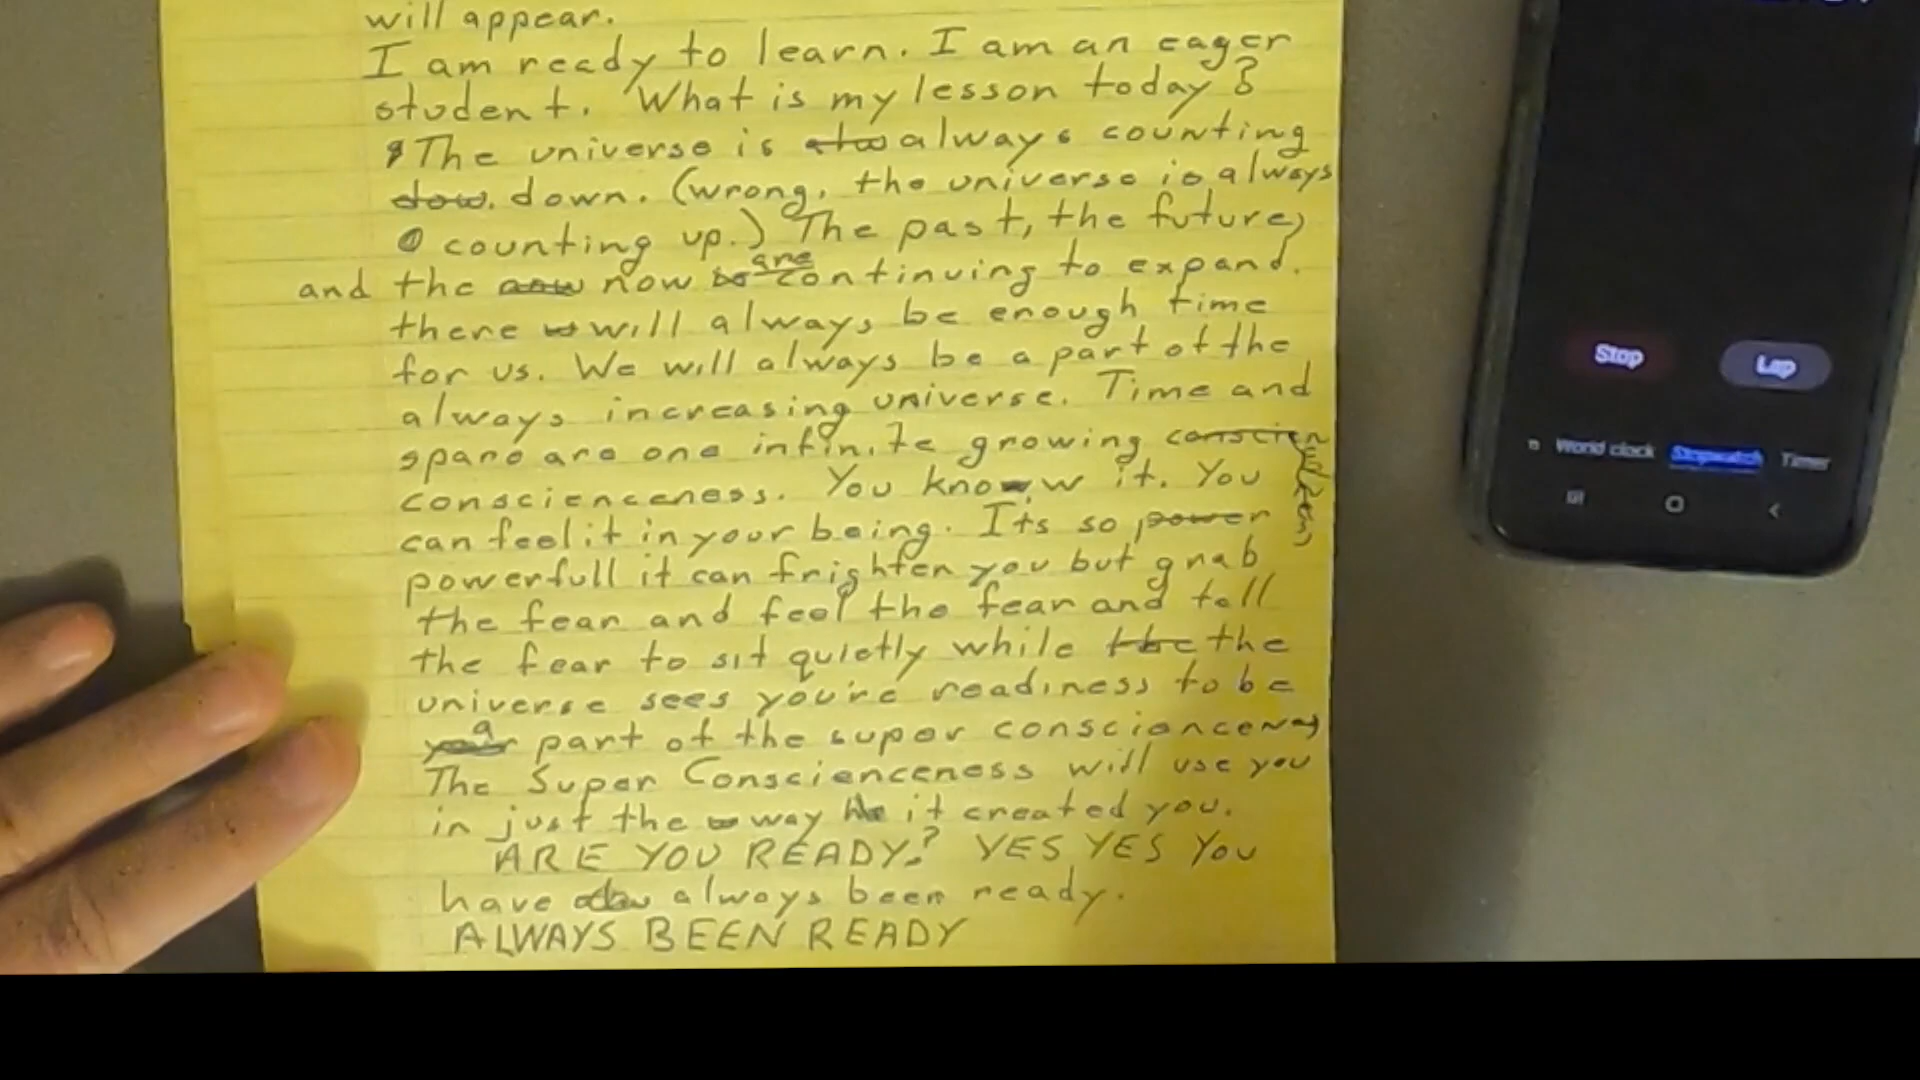 will appear.
I am ready to learn. I am an eager
student. What is my lesson today?
The universe is always counting
down. (wrong, the universe is always
counting up.) The past, the future,
and the now are continuing to expand.
there will always be enough time
for us. We will always be a part of the
always increasing universe. Time and
spane are one infinite growing conscien
conscienceness. You know it. You
can feel it in your being. Its so power
powerfull it can frighten you but grab
the fear and feel the fear and tell
the fear to sit quietly while the the
universe sees you're readiness to be
a part of the super conscienceness
The Super Conscienceness will use you
in just the way it created you.
ARE YOU READY? YES YES You
have always been ready.
ALWAYS BEEN READY
Stop
Lap
World clock
Stopwatch
Timer